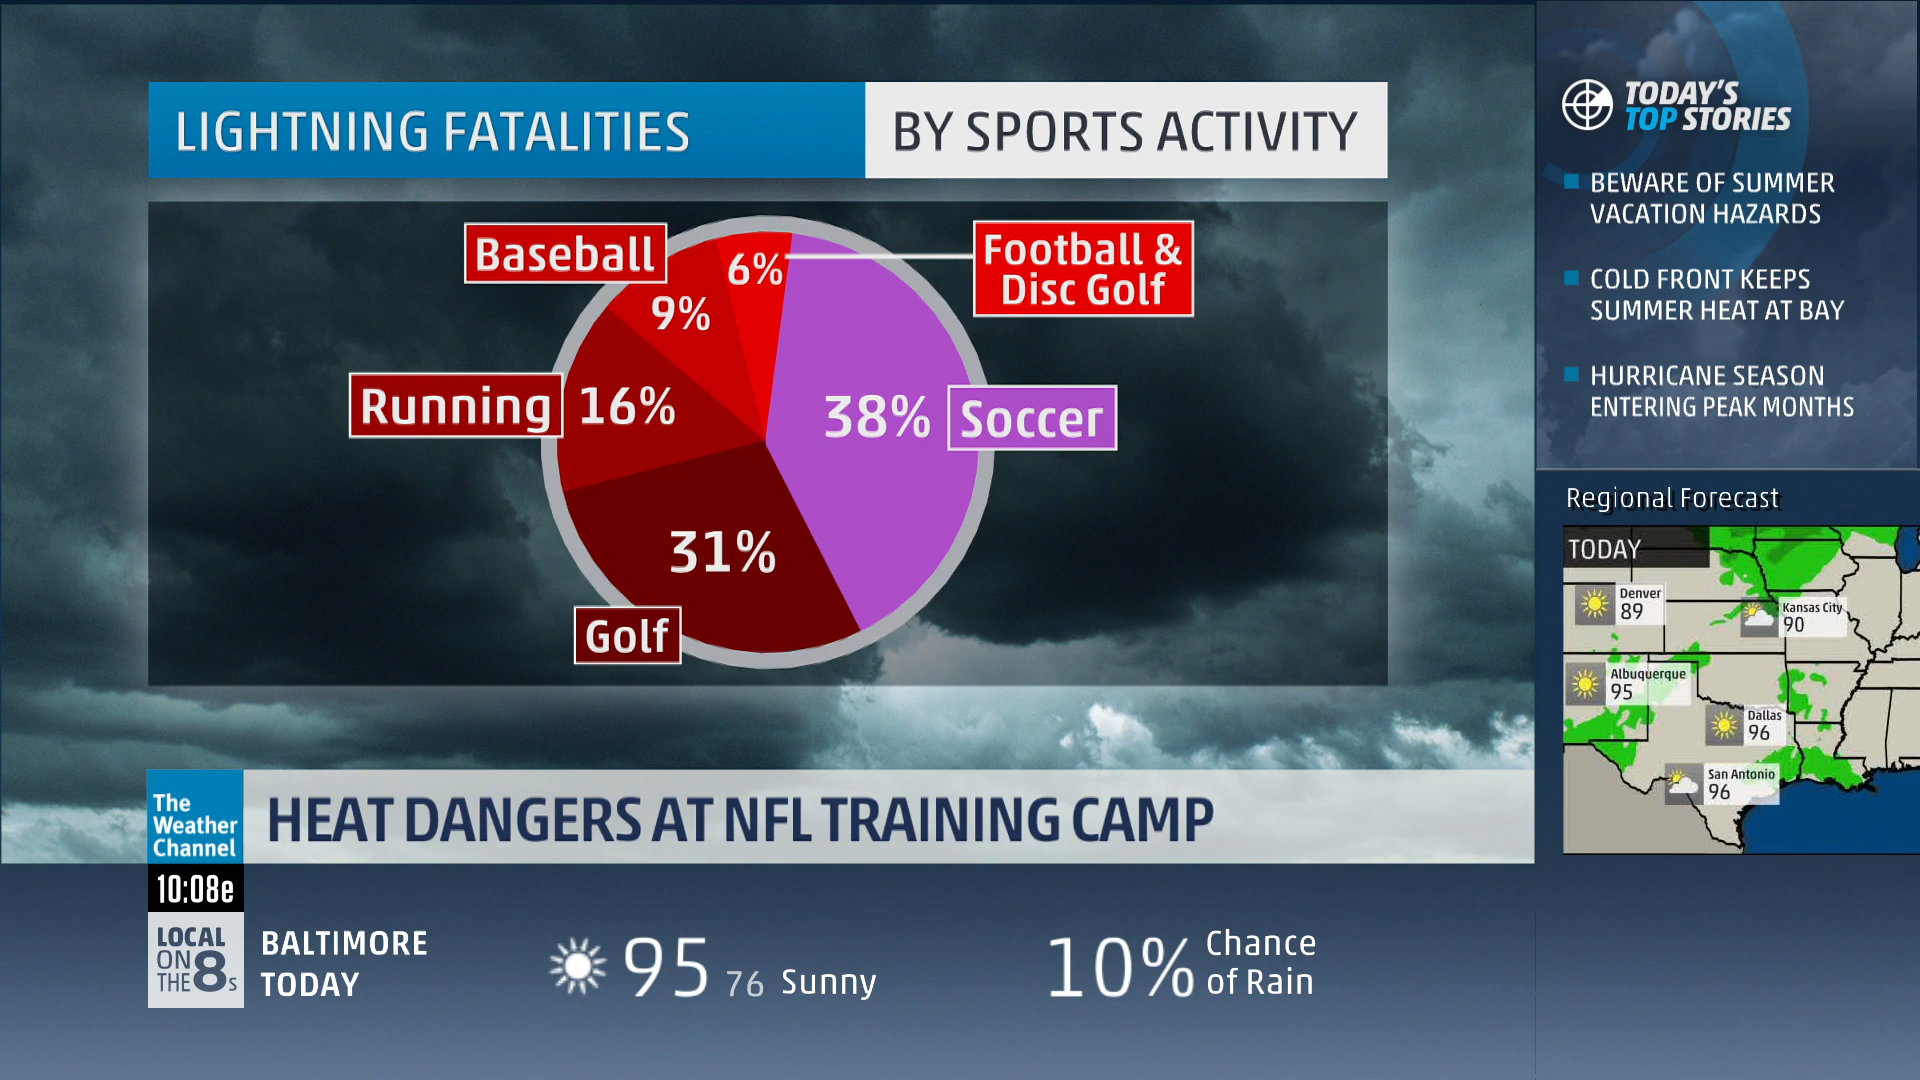 LIGHTNING FATALITIES
BY SPORTS ACTIVITY
Baseball
6%
Football &
Disc Golf
9%
Running
16%
38%
Soccer
31%
Golf
The
Weather
Channel
HEAT DANGERS AT NFL TRAINING CAMP
10:08e
LOCAL
ON
THE 8s
BALTIMORE
TODAY
95
76
Sunny
10%
Chance
of Rain
TODAY'S
TOP STORIES
BEWARE OF SUMMER
VACATION HAZARDS
COLD FRONT KEEPS
SUMMER HEAT AT BAY
HURRICANE SEASON
ENTERING PEAK MONTHS
Regional Forecast
TODAY
Denver
89
Kansas City
90
Albuquerque
95
Dallas
96
San Antonio
96